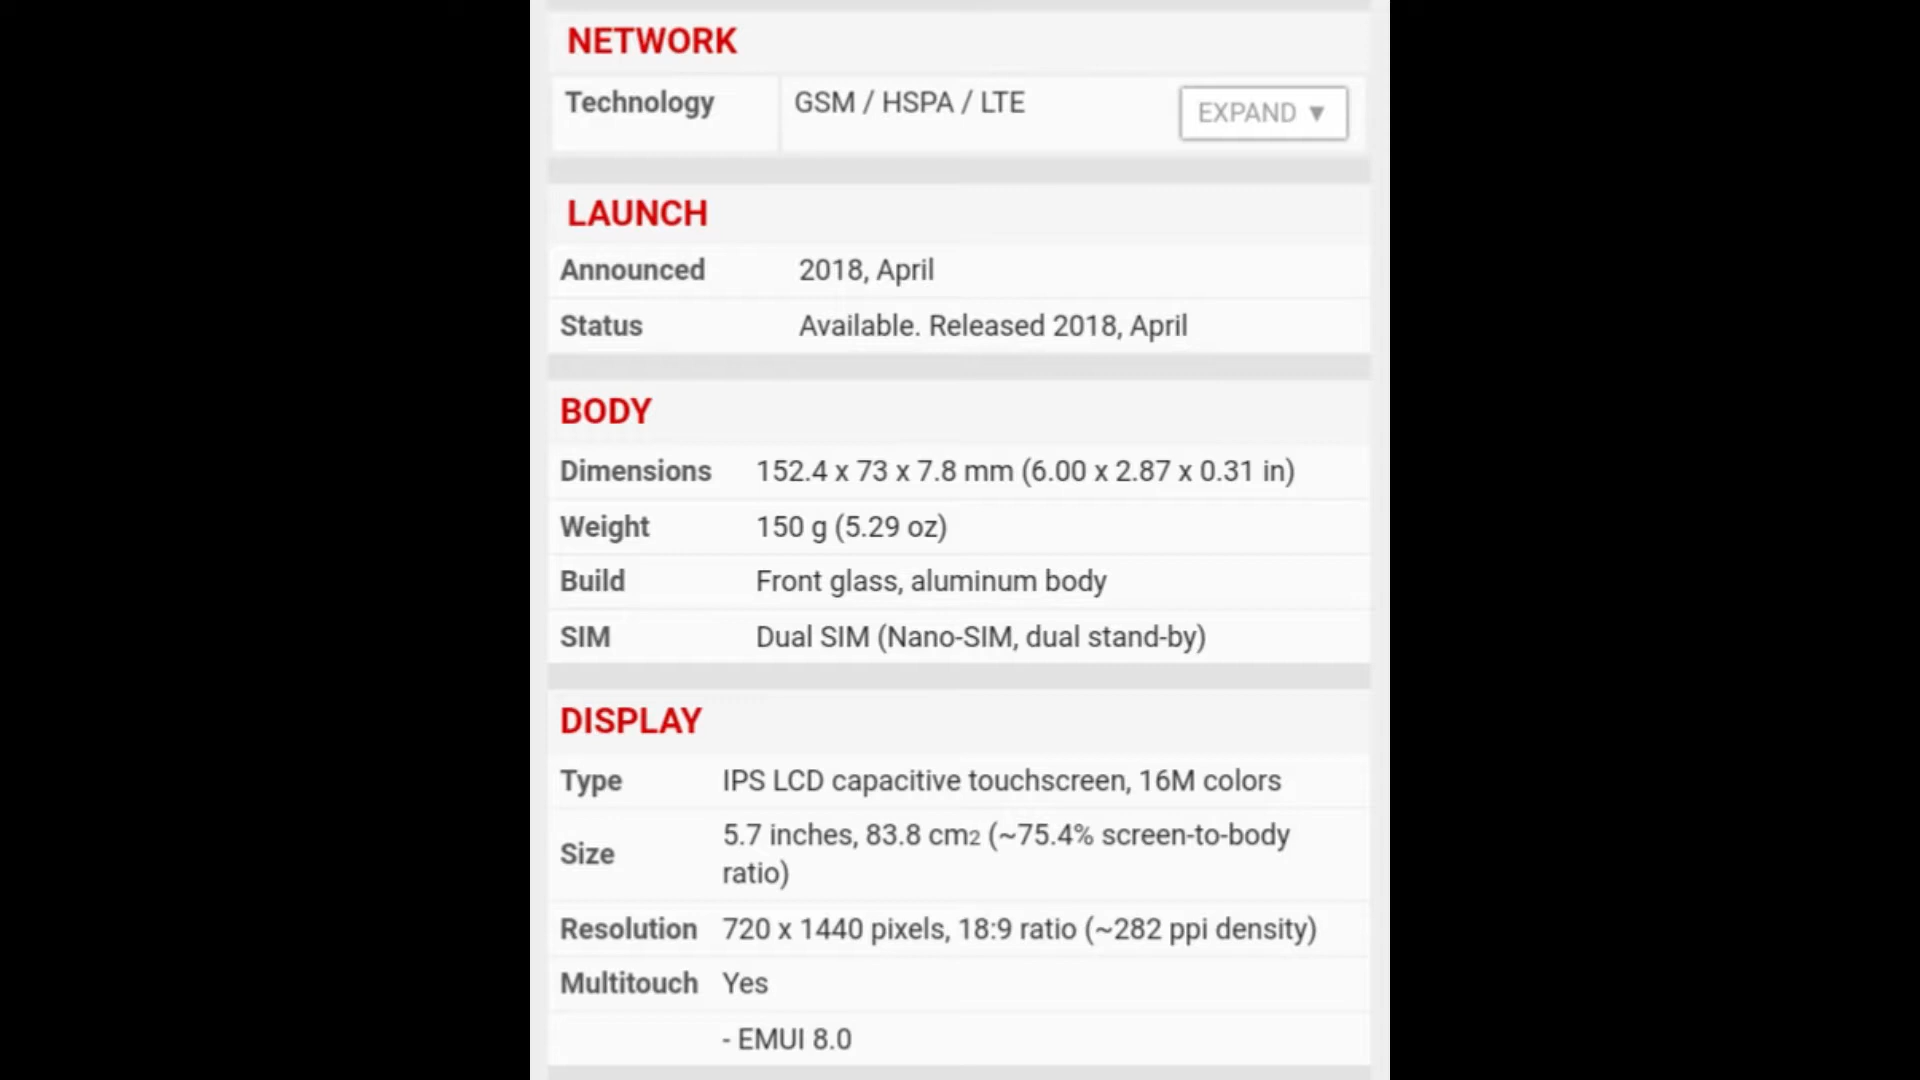 NETWORK
Technology GSM / HSPA / LTE EXPAND ▼
LAUNCH
Announced 2018, April
Status Available. Released 2018, April
BODY
Dimensions 152.4 x 73 x 7.8 mm (6.00 x 2.87 x 0.31 in)
Weight 150 g (5.29 oz)
Build Front glass, aluminum body
SIM Dual SIM (Nano-SIM, dual stand-by)
DISPLAY
Type IPS LCD capacitive touchscreen, 16M colors
Size 5.7 inches, 83.8 cm2 (~75.4% screen-to-body
ratio)
Resolution 720 x 1440 pixels, 18:9 ratio (~282 ppi density)
Multitouch Yes
- EMUI 8.0